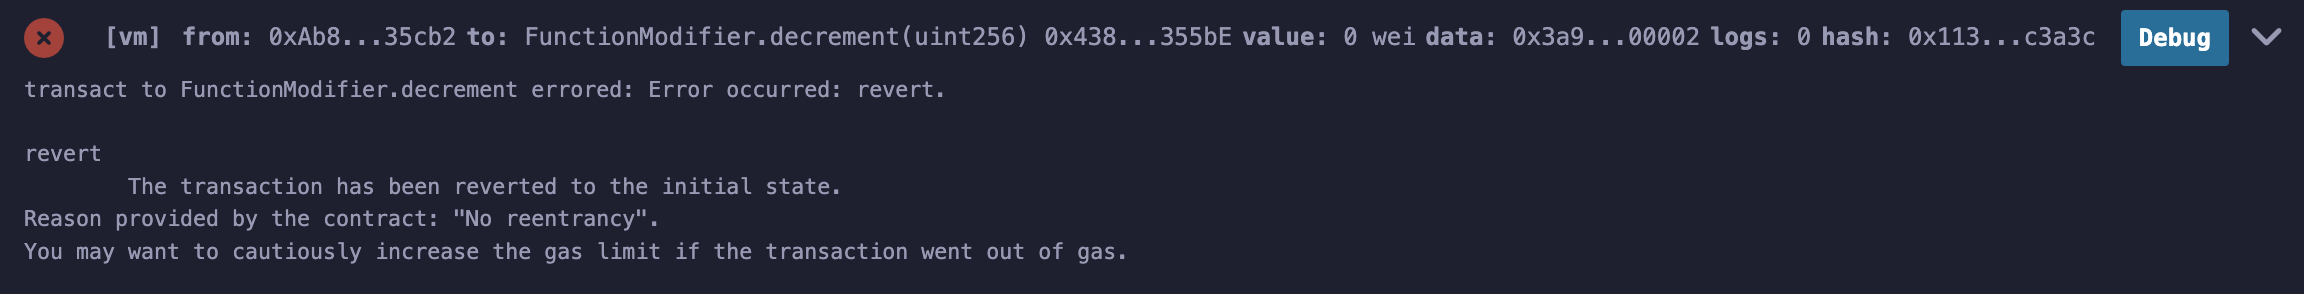 [vm] from: 0xAb8...35cb2 to: FunctionModifier.decrement(uint256) 0x438...355bE value: 0 wei data: 0x3a9...00002 logs: 0 hash: 0x113...c3a3c Debug
transact to FunctionModifier.decrement errored: Error occurred: revert.
revert
The transaction has been reverted to the initial state.
Reason provided by the contract: "No reentrancy".
You may want to cautiously increase the gas limit if the transaction went out of gas.